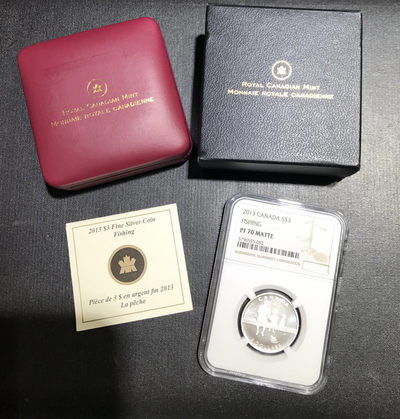 ROYAL CANADIAN MINT
MONNAIE ROYALE CANADIENNE
ROYAL CANADIAN MINT
MONNAIE ROYALE CANADIENNE
2013 $3 Fine Silver Coin
Fishing
Pièce de 3 $ en argent fin 2013
La pêche
2013 CANADA S$3
FISHING
PF 70 MATTE
CANADA